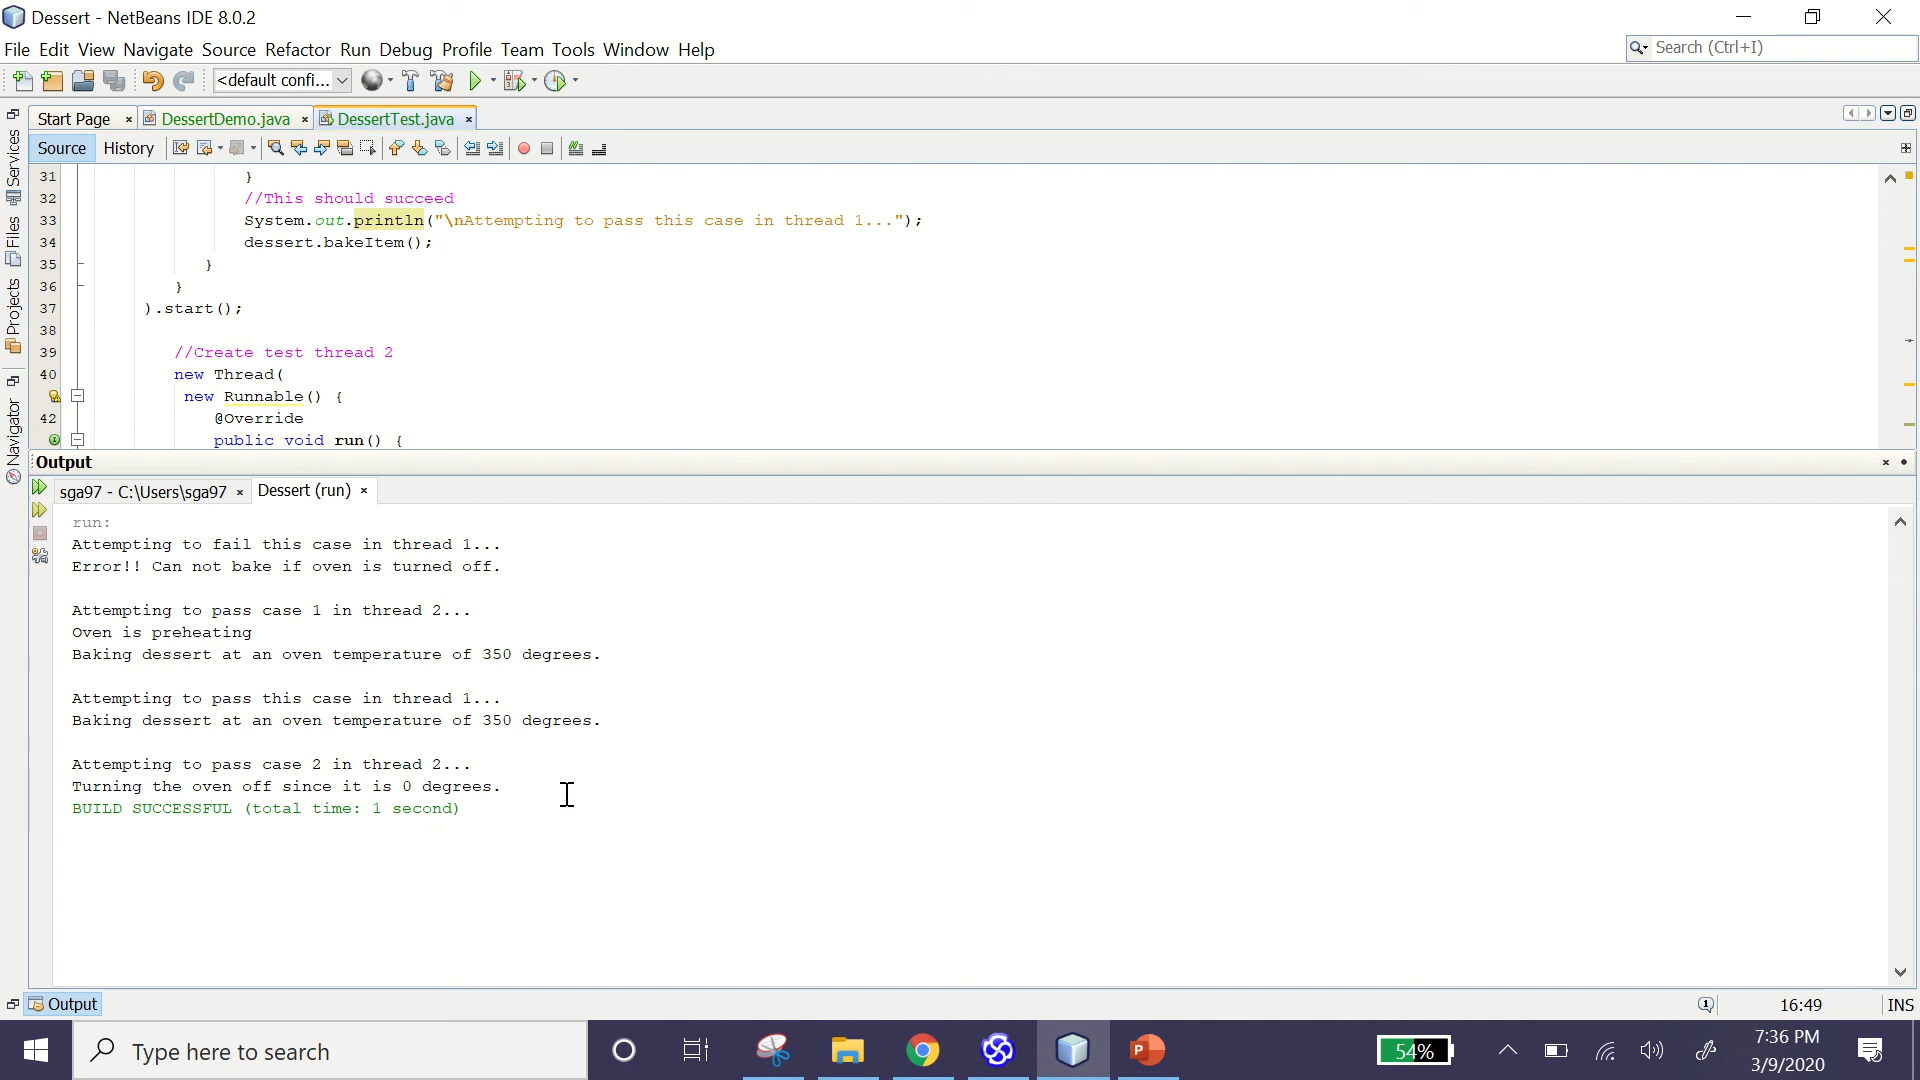 Dessert - NetBeans IDE 8.0.2
File Edit View Navigate Source Refactor Run Debug Profile Team Tools Window Help
Search (Ctrl+I)
<default confi...
Start Page DessertDemo.java DessertTest.java
Source History
Services
Files
Projects
Navigator
31 }
32 //This should succeed
33 System.out.println("\nAttempting to pass this case in thread 1...");
34 dessert.bakeItem();
35 }
36 }
37 ).start();
38
39 //Create test thread 2
40 new Thread(
new Runnable() {
42 @Override
public void run() {
Output
sga97 - C:\Users\sga97 Dessert (run)
run:
Attempting to fail this case in thread 1...
Error!! Can not bake if oven is turned off.
Attempting to pass case 1 in thread 2...
Oven is preheating
Baking dessert at an oven temperature of 350 degrees.
Attempting to pass this case in thread 1...
Baking dessert at an oven temperature of 350 degrees.
Attempting to pass case 2 in thread 2...
Turning the oven off since it is 0 degrees.
BUILD SUCCESSFUL (total time: 1 second)
Output
16:49 INS
Type here to search
54%
7:36 PM
3/9/2020